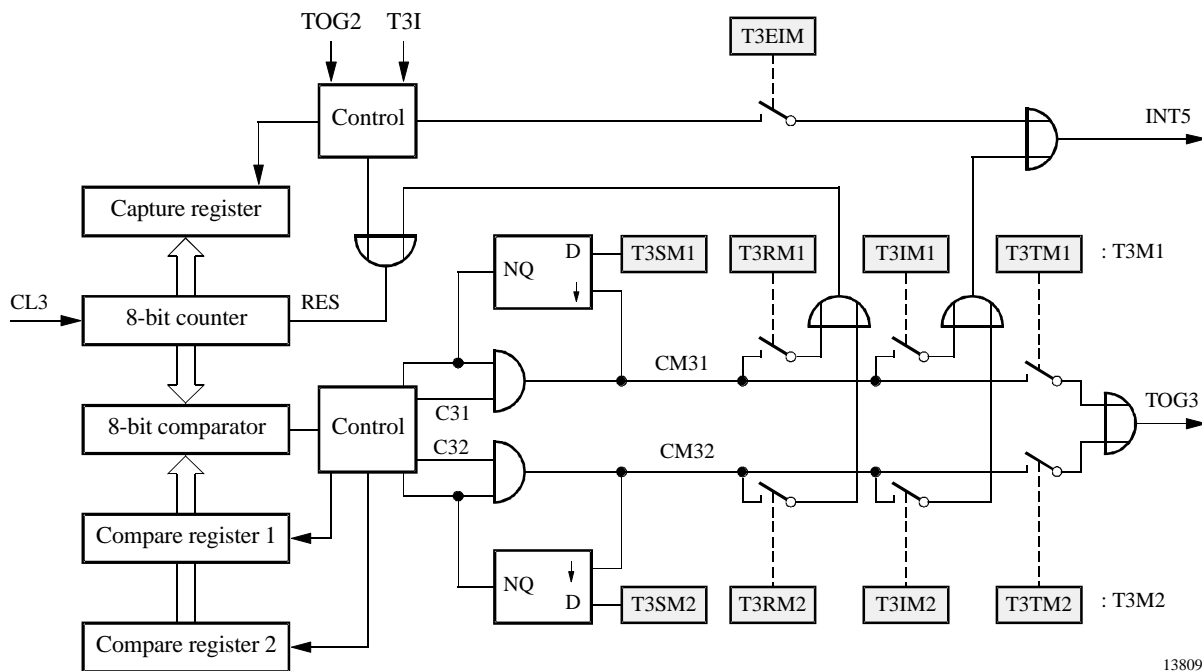 TOG2 T3I
T3EIM
Control
INT5
Capture register
D
T3SM1
T3RM1
T3IM1
T3TM1
: T3M1
NQ
CL3
8-bit counter
RES
CM31
C31
TOG3
8-bit comparator
Control
C32
CM32
Compare register 1
NQ
D
T3SM2
T3RM2
T3IM2
T3TM2
: T3M2
Compare register 2
13809